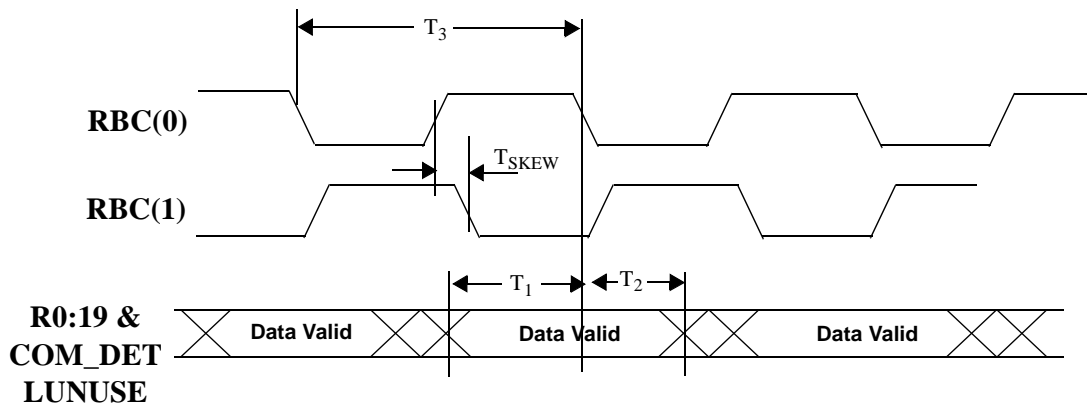 T3
RBC(0)
TSKEW
RBC(1)
T1
T2
R0:19 &
COM_DET
LUNUSE
Data Valid
Data Valid
Data Valid